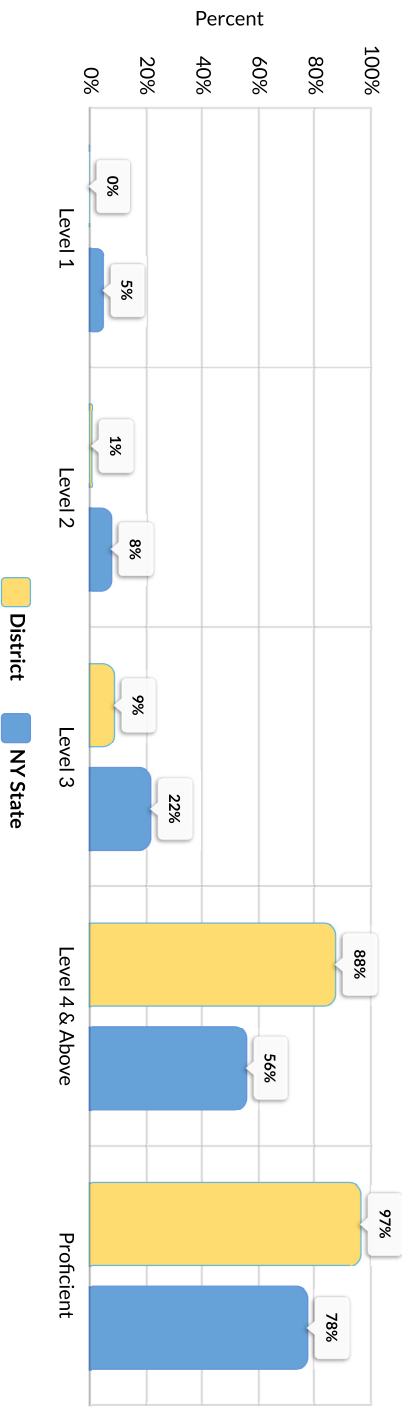 Percent
100%
80%
60%
40%
20%
0%
0%
5%
1%
8%
9%
22%
88%
56%
97%
78%
Level 1
Level 2
Level 3
Level 4 & Above
Proficient
District
NY State